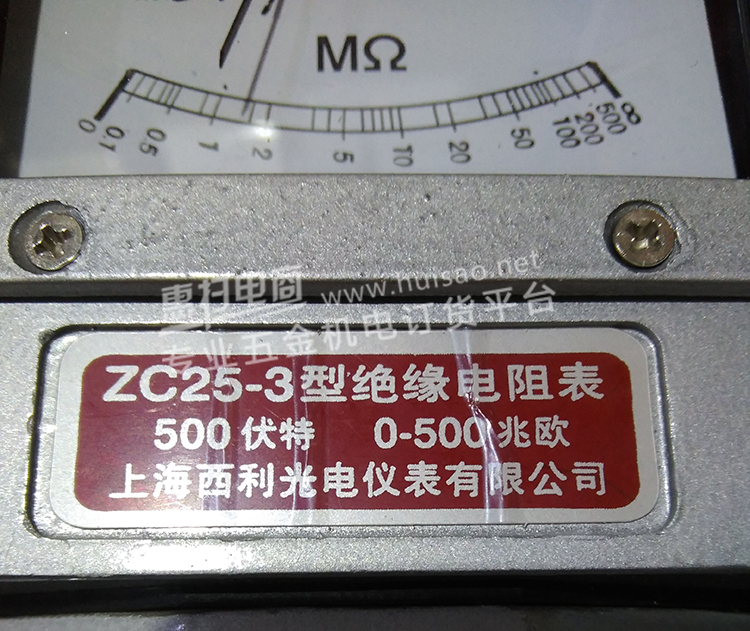 MΩ
0 0.1 0.5 1 2 5 10 20 50 100 200 500 ∞
惠扫电商 www.huisao.net
专业五金机电订货平台
ZC25-3型绝缘电阻表
500伏特 0-500兆欧
上海西利光电仪表有限公司